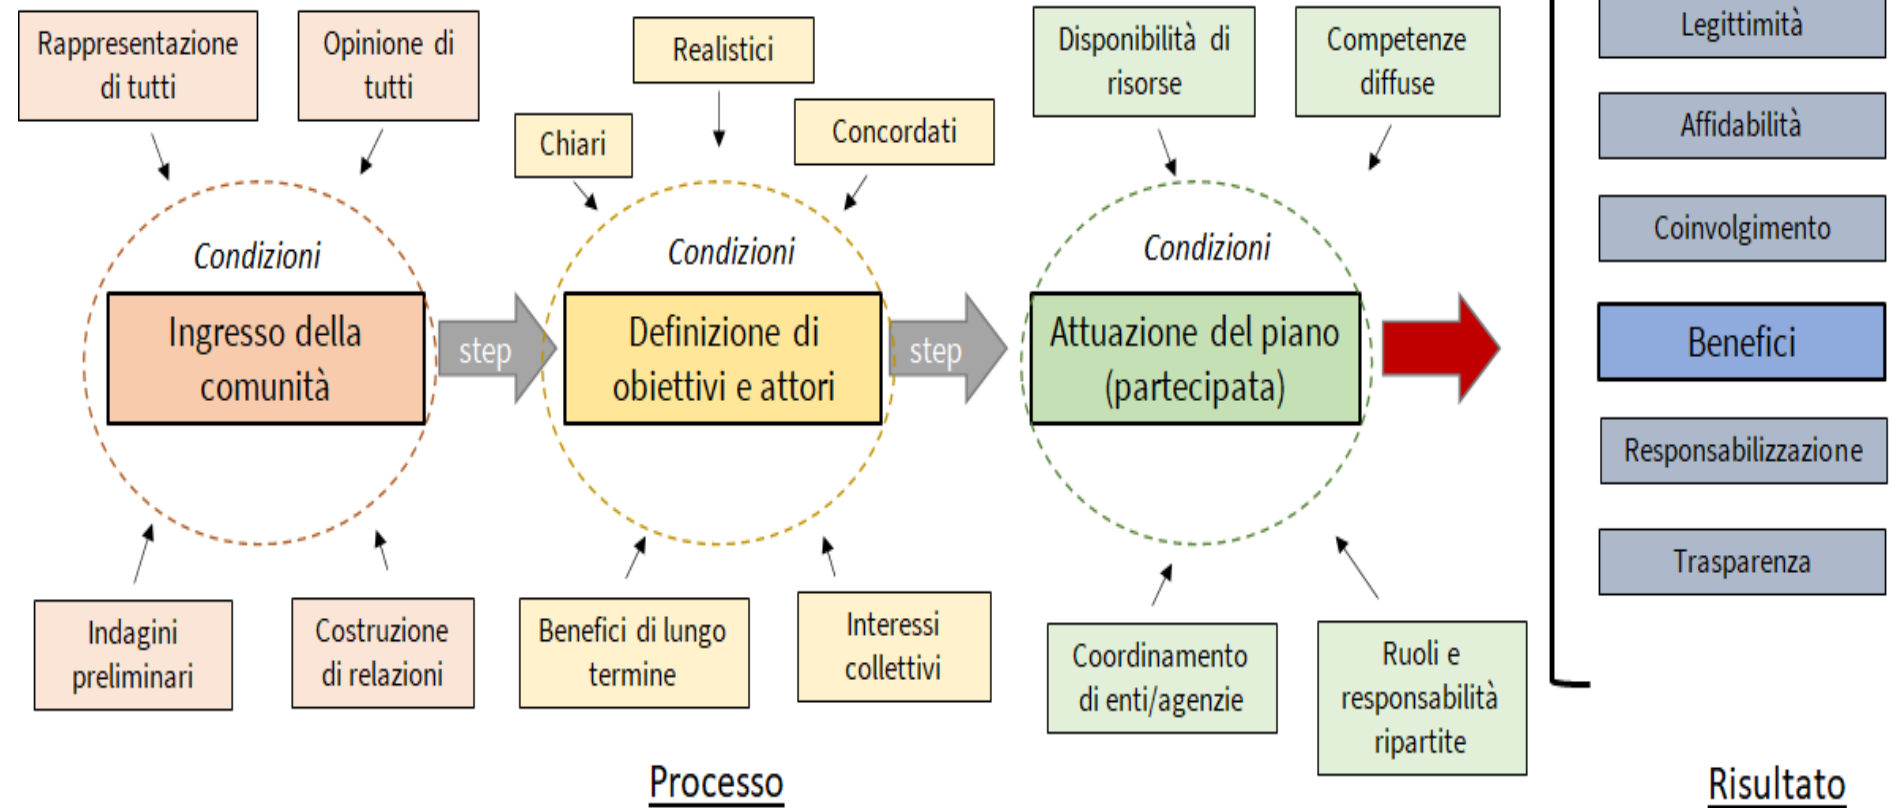 Rappresentazione
di tutti
Opinione di
tutti
Indagini
preliminari
Costruzione
di relazioni
Condizioni
Ingresso della
comunità
step
Chiari
Realistici
Concordati
Condizioni
Definizione di
obiettivi e attori
Benefici di lungo
termine
Interessi
collettivi
step
Disponibilità di
risorse
Competenze
diffuse
Condizioni
Attuazione del piano
(partecipata)
Coordinamento
di enti/agenzie
Ruoli e
responsabilità
ripartite
Processo
Legittimità
Affidabilità
Coinvolgimento
Benefici
Responsabilizzazione
Trasparenza
Risultato